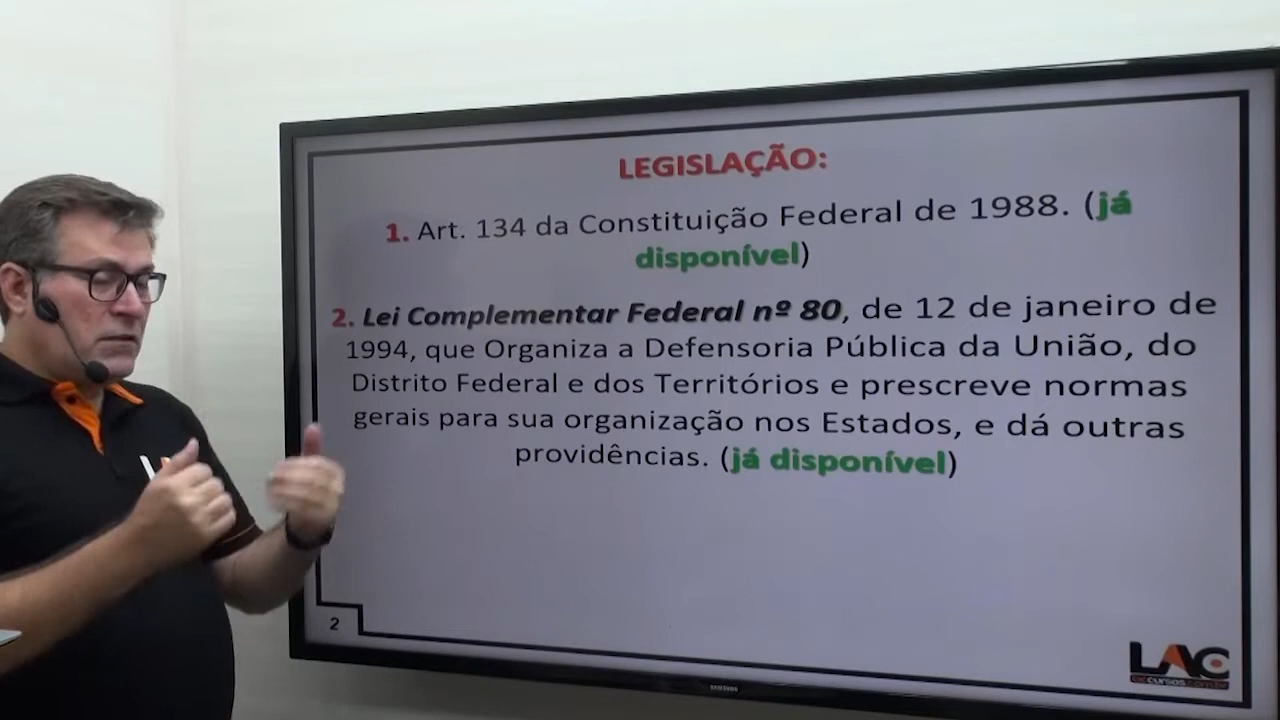 LEGISLAÇÃO:
1. Art. 134 da Constituição Federal de 1988. (já
disponível)
2. Lei Complementar Federal nº 80, de 12 de janeiro de
1994, que Organiza a Defensoria Pública da União, do
Distrito Federal e dos Territórios e prescreve normas
gerais para sua organização nos Estados, e dá outras
providências. (já disponível)
2
LAC
SAMSUNG